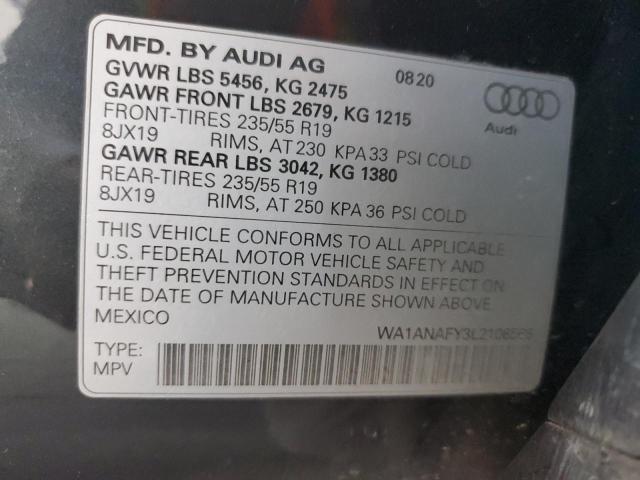 MFD. BY AUDI AG 0820
GVWR LBS 5456, KG 2475
GAWR FRONT LBS 2679, KG 1215
FRONT-TIRES 235/55 R19
8JX19 RIMS, AT 230 KPA 33 PSI COLD
Audi
GAWR REAR LBS 3042, KG 1380
REAR-TIRES 235/55 R19
8JX19 RIMS, AT 250 KPA 36 PSI COLD
THIS VEHICLE CONFORMS TO ALL APPLICABLE
U.S. FEDERAL MOTOR VEHICLE SAFETY AND
THEFT PREVENTION STANDARDS IN EFFECT ON
THE DATE OF MANUFACTURE SHOWN ABOVE
MEXICO
TYPE:
MPV